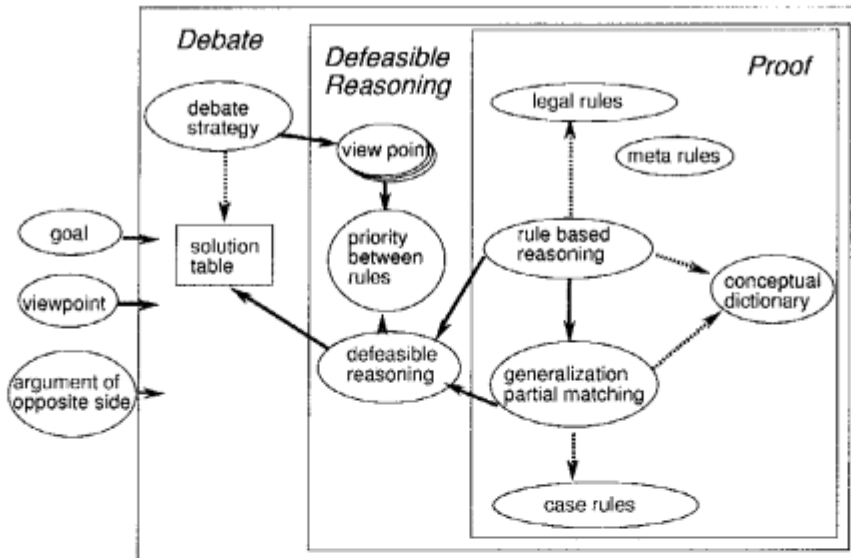 Debate
Defeasible
Reasoning
Proof
debate
strategy
view point
legal rules
meta rules
goal
solution
table
priority
between
rules
rule based
reasoning
conceptual
dictionary
viewpoint
argument of
opposite side
defeasible
reasoning
generalization
partial matching
case rules